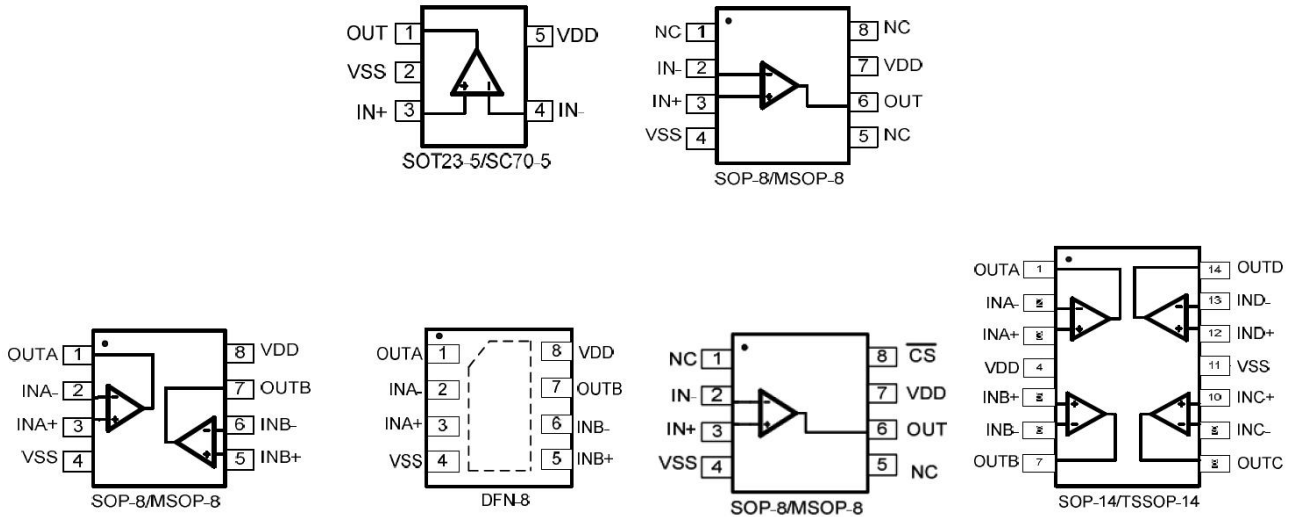 OUT 1 5 VDD
VSS 2
IN+ 3 4 IN-
SOT23-5/SC70-5
NC 1 8 NC
IN- 2 7 VDD
IN+ 3 6 OUT
VSS 4 5 NC
SOP-8/MSOP-8
OUTA 1 8 VDD
INA- 2 7 OUTB
INA+ 3 6 INB-
VSS 4 5 INB+
SOP-8/MSOP-8
OUTA 1 8 VDD
INA- 2 7 OUTB
INA+ 3 6 INB-
VSS 4 5 INB+
DFN-8
NC 1 8 CS
IN- 2 7 VDD
IN+ 3 6 OUT
VSS 4 5 NC
SOP-8/MSOP-8
OUTA 1 14 OUTD
INA- 13 IND-
INA+ 12 IND+
VDD 4 11 VSS
INB+ 10 INC+
INB- INC-
OUTB 7 OUTC
SOP-14/TSSOP-14